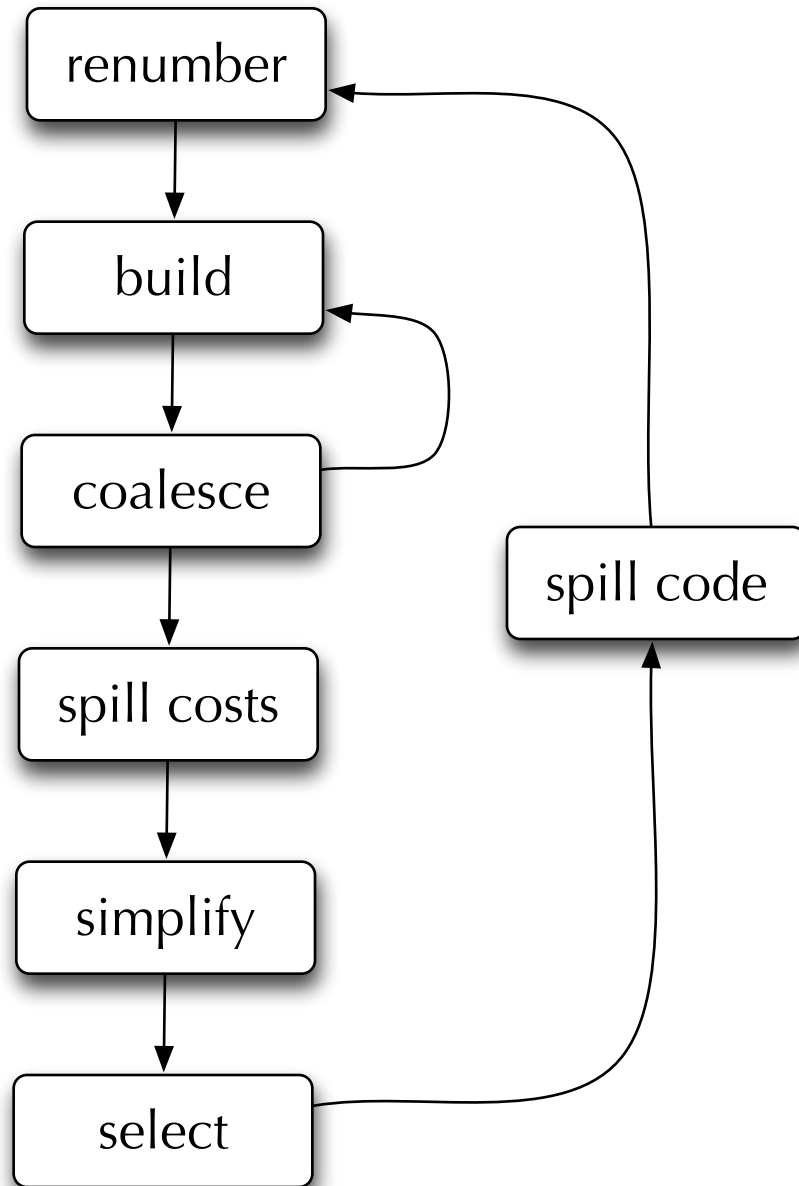 renumber
build
coalesce
spill code
spill costs
simplify
select